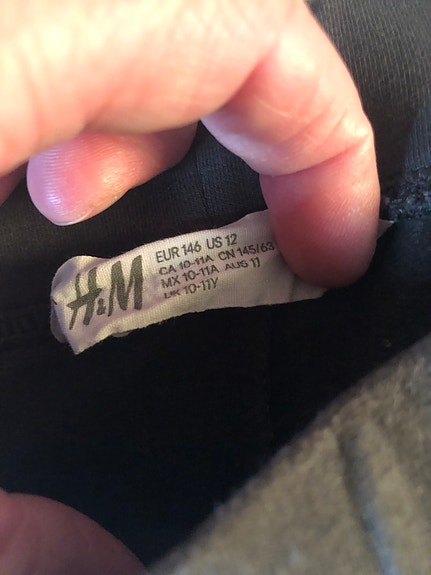 H&M
EUR 146 US 12
CA 10-11A CN 145/63
MX 10-11A AUS 11
UK 10-11Y